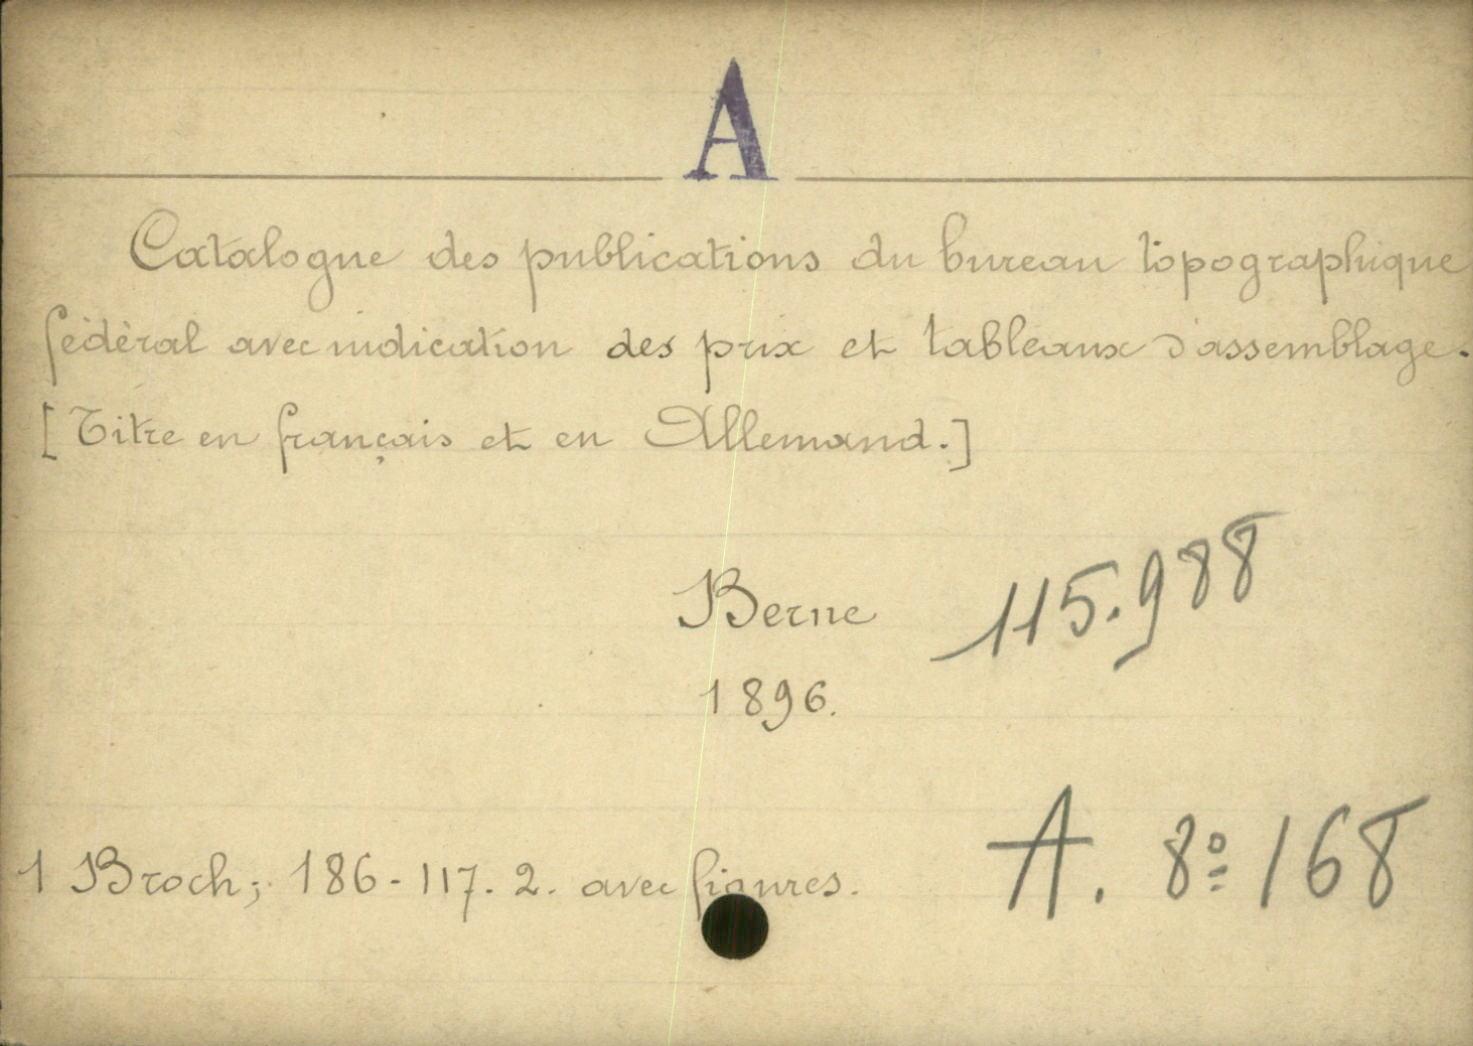 A
Catalogue des publications du bureau topographique
fédéral avec indication des prix et tableaux d'assemblage.
[Titre en français et en Allemand.]
Berne
115.988
1896.
1 Broch; 186-117. 2. avec figures.
A. 8º 168